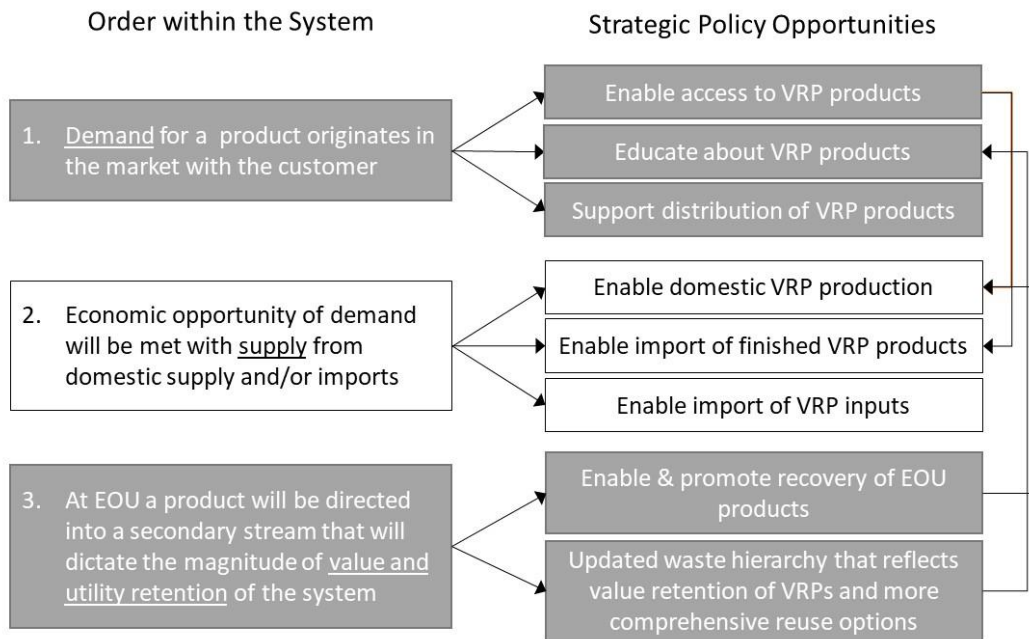 Order within the System
Strategic Policy Opportunities
1. Demand for a product originates in
the market with the customer
Enable access to VRP products
Educate about VRP products
Support distribution of VRP products
2. Economic opportunity of demand
will be met with supply from
domestic supply and/or imports
Enable domestic VRP production
Enable import of finished VRP products
Enable import of VRP inputs
3. At EOU a product will be directed
into a secondary stream that will
dictate the magnitude of value and
utility retention of the system
Enable & promote recovery of EOU
products
Updated waste hierarchy that reflects
value retention of VRPs and more
comprehensive reuse options